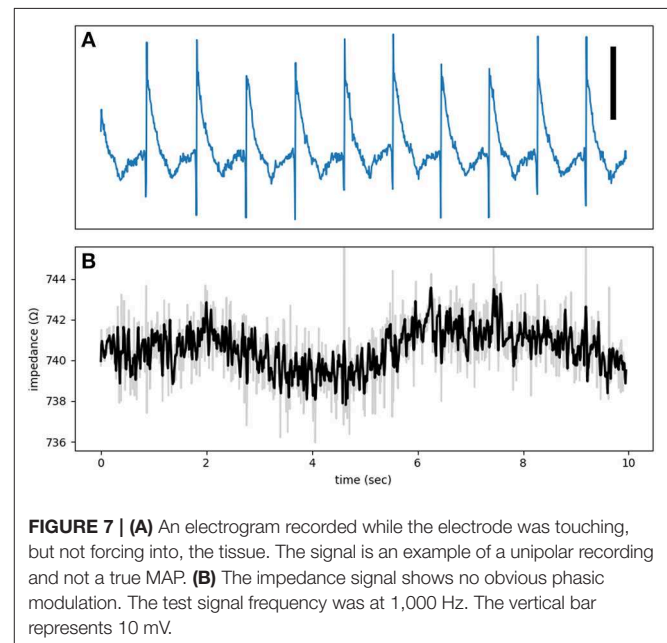 A
B
744
742
740
738
736
impedance (Ω)
0 2 4 6 8 10
time (sec)
FIGURE 7 | (A) An electrogram recorded while the electrode was touching,
but not forcing into, the tissue. The signal is an example of a unipolar recording
and not a true MAP. (B) The impedance signal shows no obvious phasic
modulation. The test signal frequency was at 1,000 Hz. The vertical bar
represents 10 mV.